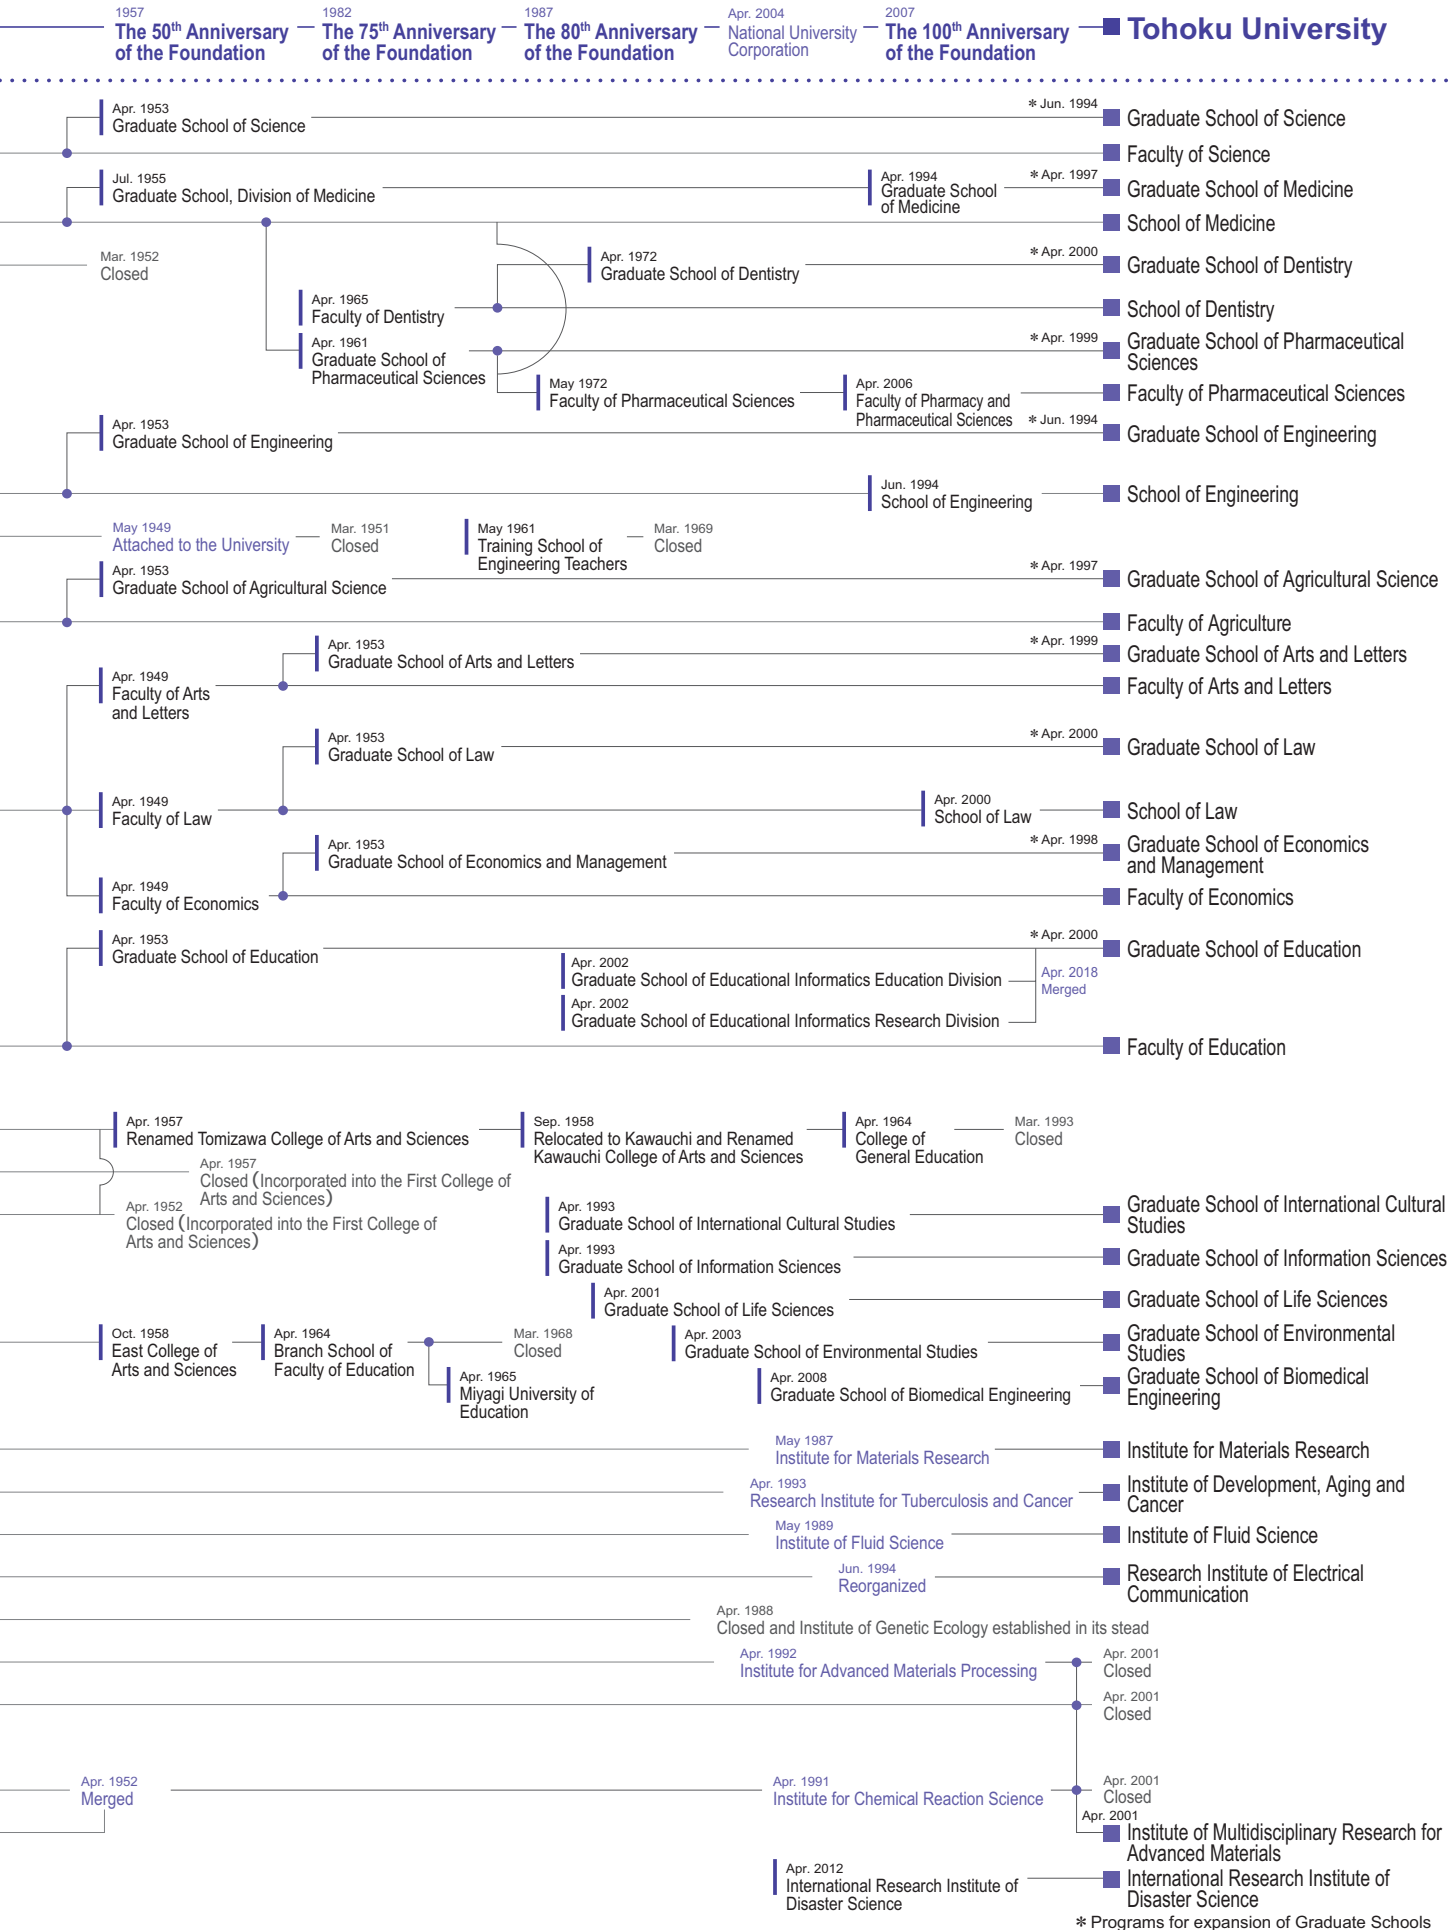 1957
The 50th Anniversary
of the Foundation
1982
The 75th Anniversary
of the Foundation
1987
The 80th Anniversary
of the Foundation
Apr. 2004
National University
Corporation
2007
The 100th Anniversary
of the Foundation
Tohoku University
Apr. 1953
Graduate School of Science
* Jun. 1994
Graduate School of Science
Faculty of Science
Jul. 1955
Graduate School, Division of Medicine
Apr. 1994
Graduate School
of Medicine
* Apr. 1997
Graduate School of Medicine
School of Medicine
Mar. 1952
Closed
Apr. 1972
Graduate School of Dentistry
* Apr. 2000
Graduate School of Dentistry
Apr. 1965
Faculty of Dentistry
School of Dentistry
Apr. 1961
Graduate School of
Pharmaceutical Sciences
* Apr. 1999
Graduate School of Pharmaceutical
Sciences
May 1972
Faculty of Pharmaceutical Sciences
Apr. 2006
Faculty of Pharmacy and
Pharmaceutical Sciences
Faculty of Pharmaceutical Sciences
Apr. 1953
Graduate School of Engineering
* Jun. 1994
Graduate School of Engineering
Jun. 1994
School of Engineering
School of Engineering
May 1949
Attached to the University
Mar. 1951
Closed
May 1961
Training School of
Engineering Teachers
Mar. 1969
Closed
Apr. 1953
Graduate School of Agricultural Science
* Apr. 1997
Graduate School of Agricultural Science
Faculty of Agriculture
Apr. 1953
Graduate School of Arts and Letters
* Apr. 1999
Graduate School of Arts and Letters
Apr. 1949
Faculty of Arts
and Letters
Faculty of Arts and Letters
Apr. 1953
Graduate School of Law
* Apr. 2000
Graduate School of Law
Apr. 1949
Faculty of Law
Apr. 2000
School of Law
School of Law
Apr. 1953
Graduate School of Economics and Management
* Apr. 1998
Graduate School of Economics
and Management
Apr. 1949
Faculty of Economics
Faculty of Economics
Apr. 1953
Graduate School of Education
* Apr. 2000
Graduate School of Education
Apr. 2002
Graduate School of Educational Informatics Education Division
Apr. 2018
Merged
Apr. 2002
Graduate School of Educational Informatics Research Division
Faculty of Education
Apr. 1957
Renamed Tomizawa College of Arts and Sciences
Sep. 1958
Relocated to Kawauchi and Renamed
Kawauchi College of Arts and Sciences
Apr. 1964
College of
General Education
Mar. 1993
Closed
Apr. 1957
Closed (Incorporated into the First College of
Arts and Sciences)
Apr. 1952
Closed (Incorporated into the First College of
Arts and Sciences)
Apr. 1993
Graduate School of International Cultural Studies
Graduate School of International Cultural
Studies
Apr. 1993
Graduate School of Information Sciences
Graduate School of Information Sciences
Apr. 2001
Graduate School of Life Sciences
Graduate School of Life Sciences
Oct. 1958
East College of
Arts and Sciences
Apr. 1964
Branch School of
Faculty of Education
Mar. 1968
Closed
Apr. 1965
Miyagi University of
Education
Apr. 2003
Graduate School of Environmental Studies
Graduate School of Environmental
Studies
Apr. 2008
Graduate School of Biomedical Engineering
Graduate School of Biomedical
Engineering
May 1987
Institute for Materials Research
Institute for Materials Research
Apr. 1993
Research Institute for Tuberculosis and Cancer
Institute of Development, Aging and
Cancer
May 1989
Institute of Fluid Science
Institute of Fluid Science
Jun. 1994
Reorganized
Research Institute of Electrical
Communication
Apr. 1988
Closed and Institute of Genetic Ecology established in its stead
Apr. 1992
Institute for Advanced Materials Processing
Apr. 2001
Closed
Apr. 2001
Closed
Apr. 1952
Merged
Apr. 1991
Institute for Chemical Reaction Science
Apr. 2001
Closed
Apr. 2001
Institute of Multidisciplinary Research for
Advanced Materials
Apr. 2012
International Research Institute of
Disaster Science
International Research Institute of
Disaster Science
* Programs for expansion of Graduate Schools